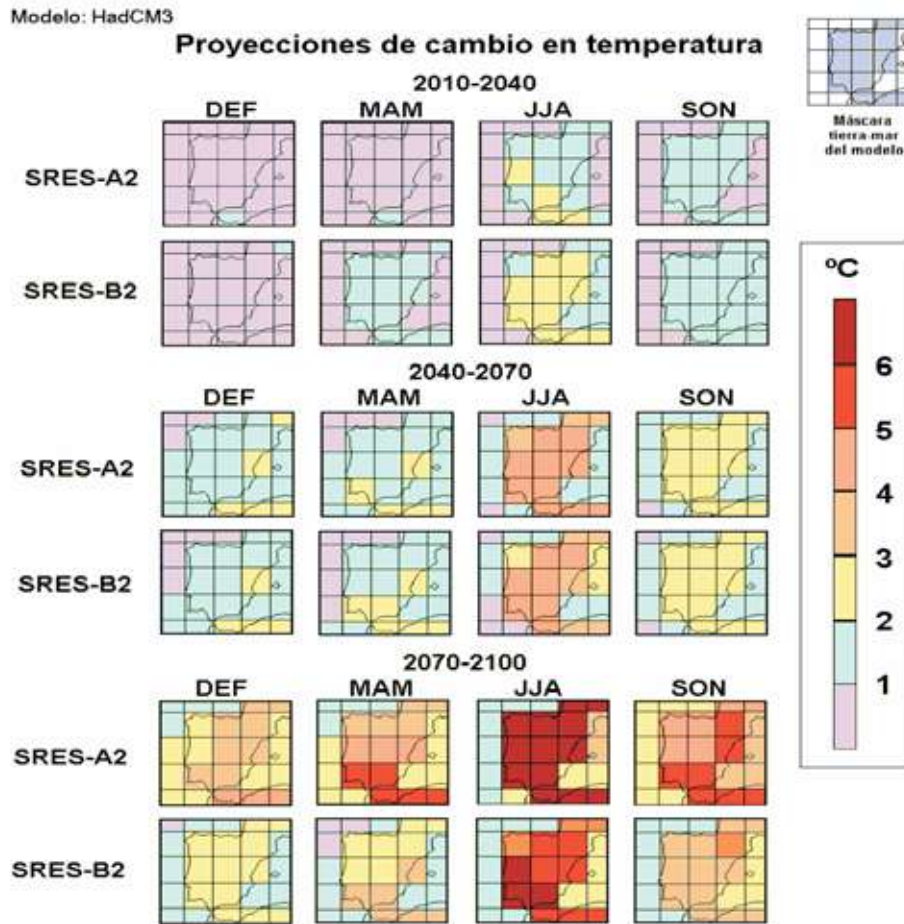 Modelo: HadCM3
Proyecciones de cambio en temperatura
Máscara
tierra-mar
del modelo
2010-2040
DEF MAM JJA SON
SRES-A2
SRES-B2
2040-2070
DEF MAM JJA SON
SRES-A2
SRES-B2
2070-2100
DEF MAM JJA SON
SRES-A2
SRES-B2
ºC
6
5
4
3
2
1